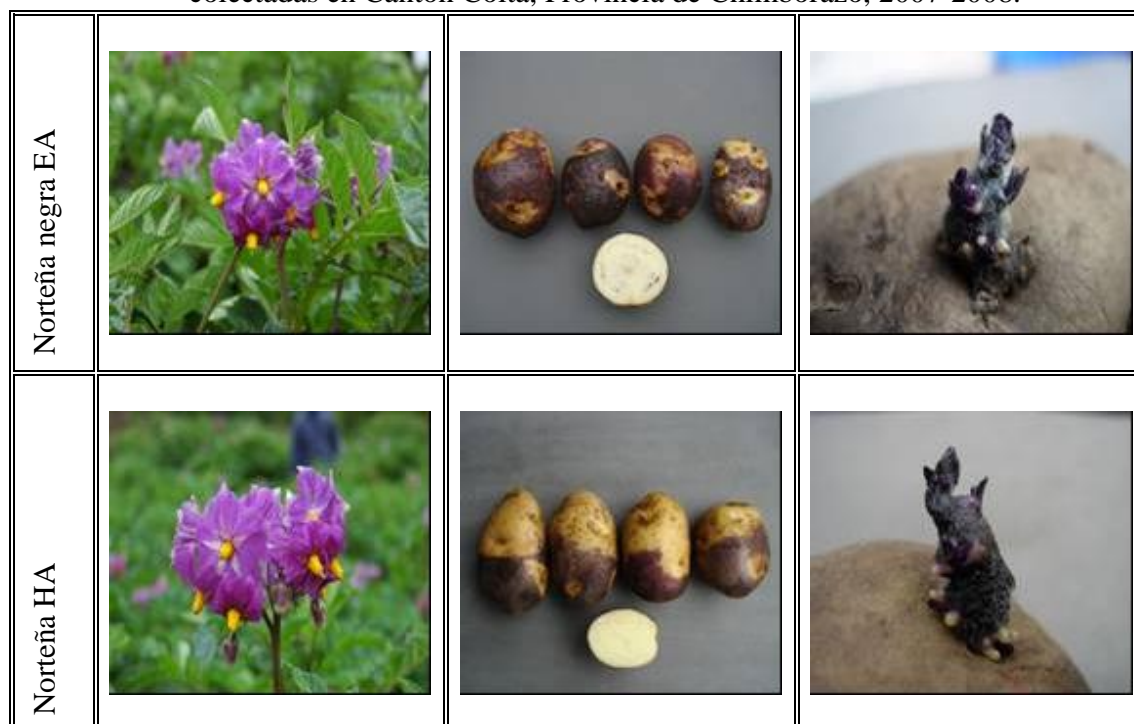 colectadas en Cantón Colta, Provincia de Chimborazo, 2007-2008.
Norteña negra EA
Norteña HA